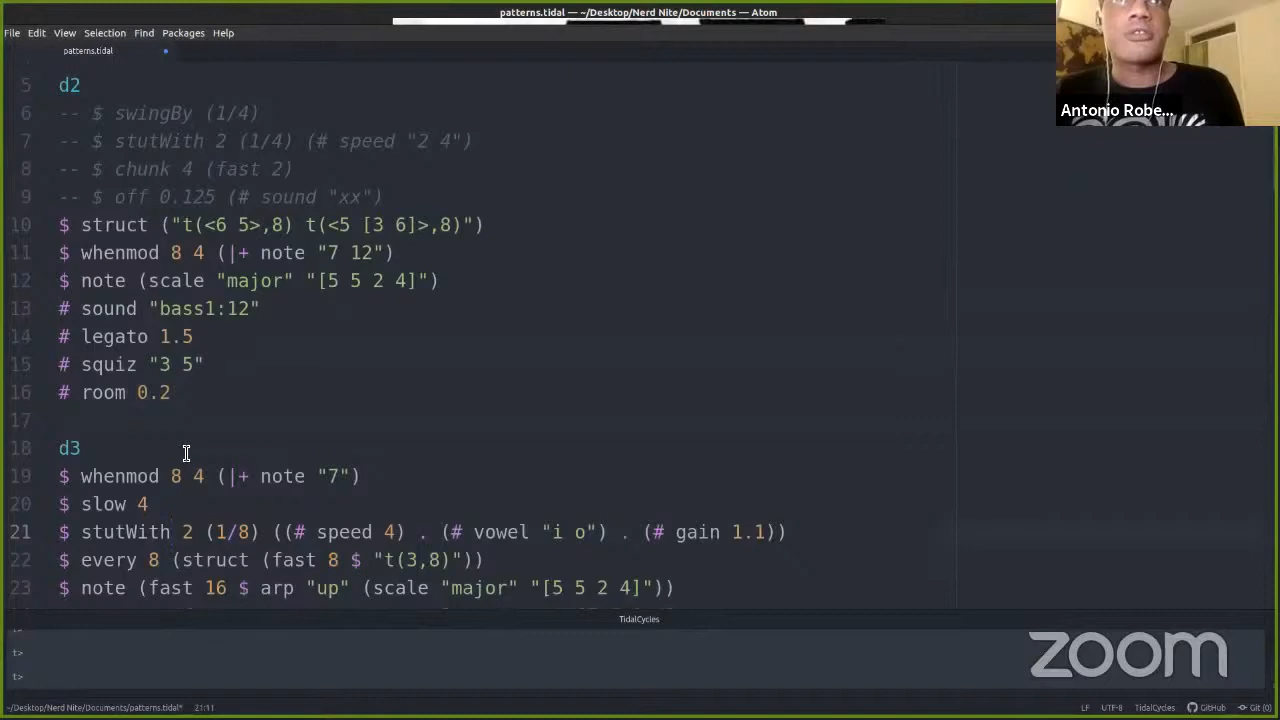 patterns.tidal — ~/Desktop/Nerd Nite/Documents — Atom
File Edit View Selection Find Packages Help
patterns.tidal
Antonio Robe...
5 d2
6 -- $ swingBy (1/4)
7 -- $ stutWith 2 (1/4) (# speed "2 4")
8 -- $ chunk 4 (fast 2)
9 -- $ off 0.125 (# sound "xx")
10 $ struct ("t(<6 5>,8) t(<5 [3 6]>,8)")
11 $ whenmod 8 4 (|+ note "7 12")
12 $ note (scale "major" "[5 5 2 4]")
13 # sound "bass1:12"
14 # legato 1.5
15 # squiz "3 5"
16 # room 0.2
17
18 d3
19 $ whenmod 8 4 (|+ note "7")
20 $ slow 4
21 $ stutWith 2 (1/8) ((# speed 4) . (# vowel "i o") . (# gain 1.1))
22 $ every 8 (struct (fast 8 $ "t(3,8)"))
23 $ note (fast 16 $ arp "up" (scale "major" "[5 5 2 4]"))
TidalCycles
t>
t>
zoom
~/Desktop/Nerd Nite/Documents/patterns.tidal* 21:11 LF UTF-8 TidalCycles GitHub Git (0)